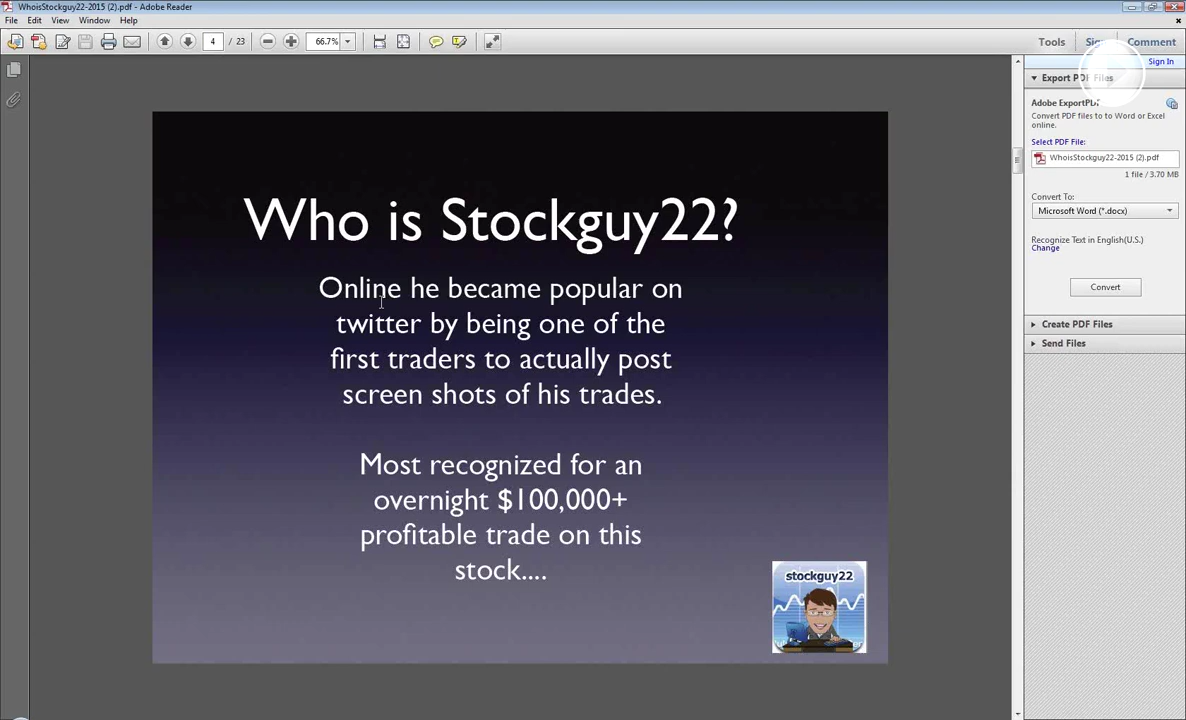 WhoisStockguy22-2015 (2).pdf - Adobe Reader
File Edit View Window Help
4 / 23 66.7% Tools Comment
Sign In
Export PDF Files
Adobe ExportPDF
Convert PDF files to to Word or Excel
online.
Select PDF File:
WhoisStockguy22-2015 (2).pdf
1 file / 3.70 MB
Convert To:
Microsoft Word (*.docx)
Recognize Text in English(U.S.)
Change
Convert
Create PDF Files
Send Files
Who is Stockguy22?
Online he became popular on
twitter by being one of the
first traders to actually post
screen shots of his trades.
Most recognized for an
overnight $100,000+
profitable trade on this
stock....
stockguy22